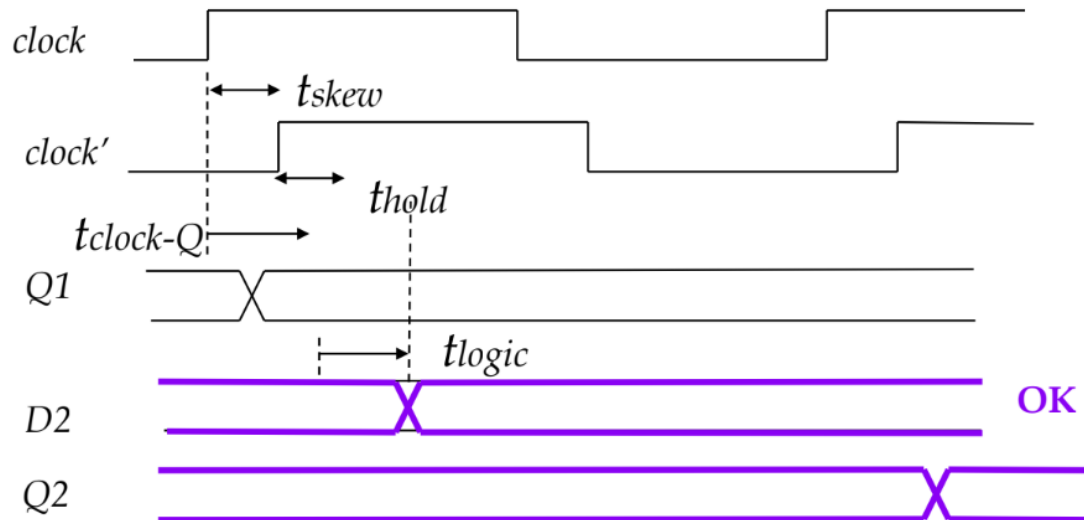 clock
tskew
clock’
thold
tclock-Q
Q1
tlogic
OK
D2
Q2